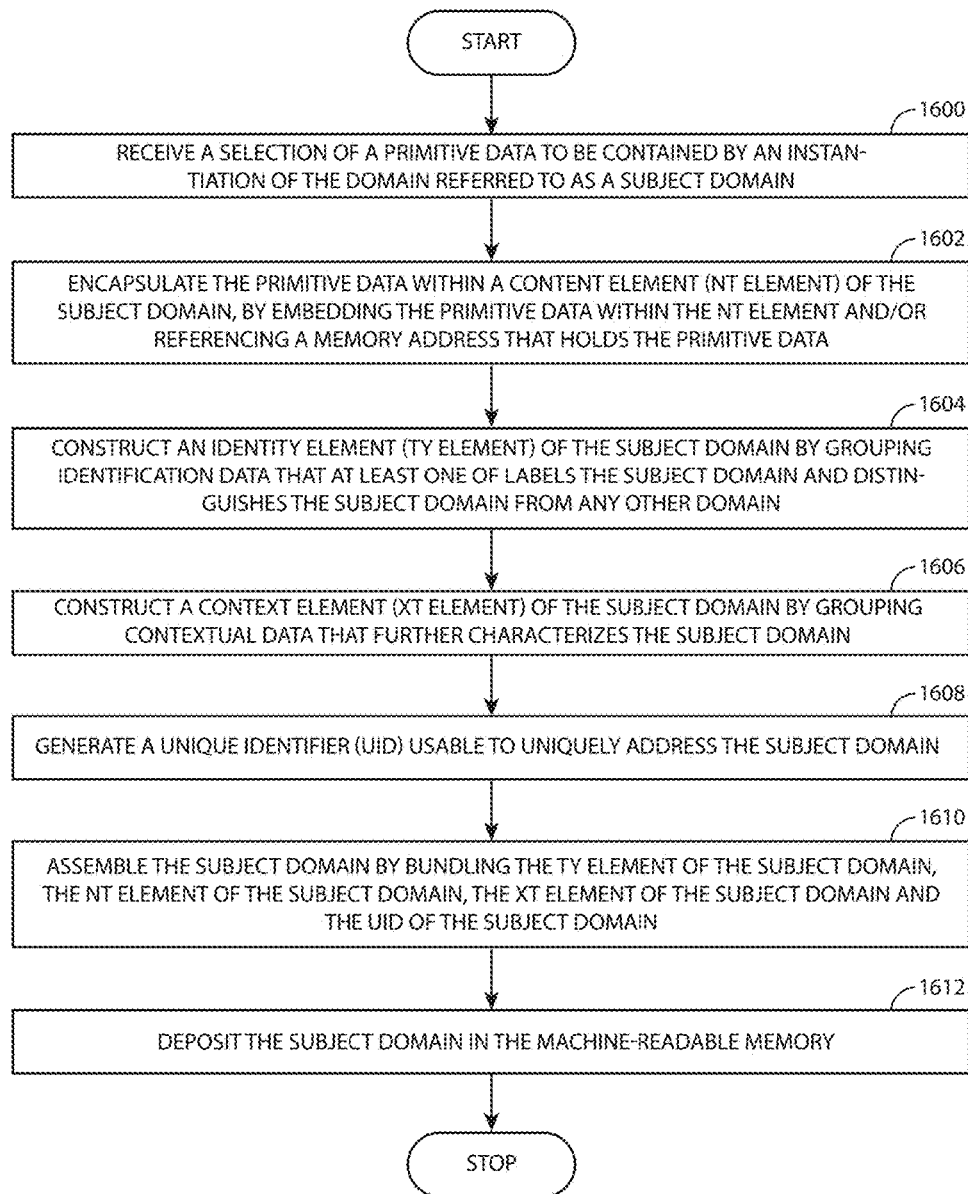 START
1600
RECEIVE A SELECTION OF A PRIMITIVE DATA TO BE CONTAINED BY AN INSTAN-
TIATION OF THE DOMAIN REFERRED TO AS A SUBJECT DOMAIN
1602
ENCAPSULATE THE PRIMITIVE DATA WITHIN A CONTENT ELEMENT (NT ELEMENT) OF THE
SUBJECT DOMAIN, BY EMBEDDING THE PRIMITIVE DATA WITHIN THE NT ELEMENT AND/OR
REFERENCING A MEMORY ADDRESS THAT HOLDS THE PRIMITIVE DATA
1604
CONSTRUCT AN IDENTITY ELEMENT (TY ELEMENT) OF THE SUBJECT DOMAIN BY GROUPING
IDENTIFICATION DATA THAT AT LEAST ONE OF LABELS THE SUBJECT DOMAIN AND DISTIN-
GUISHES THE SUBJECT DOMAIN FROM ANY OTHER DOMAIN
1606
CONSTRUCT A CONTEXT ELEMENT (XT ELEMENT) OF THE SUBJECT DOMAIN BY GROUPING
CONTEXTUAL DATA THAT FURTHER CHARACTERIZES THE SUBJECT DOMAIN
1608
GENERATE A UNIQUE IDENTIFIER (UID) USABLE TO UNIQUELY ADDRESS THE SUBJECT DOMAIN
1610
ASSEMBLE THE SUBJECT DOMAIN BY BUNDLING THE TY ELEMENT OF THE SUBJECT DOMAIN,
THE NT ELEMENT OF THE SUBJECT DOMAIN, THE XT ELEMENT OF THE SUBJECT DOMAIN AND
THE UID OF THE SUBJECT DOMAIN
1612
DEPOSIT THE SUBJECT DOMAIN IN THE MACHINE-READABLE MEMORY
STOP